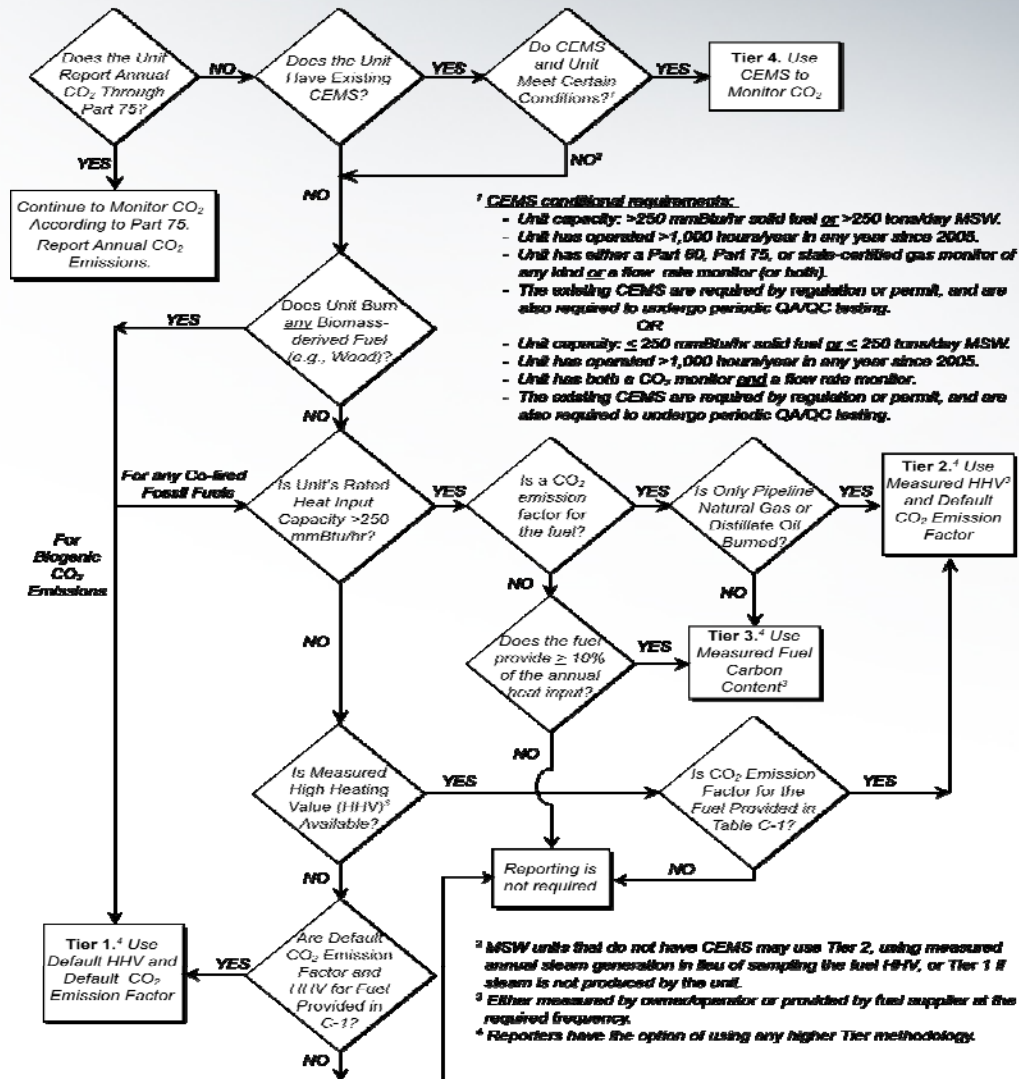 Does the Unit
Report Annual
CO₂ Through
Part 75?
NO
Does the Unit
Have Existing
CEMS?
YES
Do CEMS
and Unit
Meet Certain
Conditions?¹
YES
Tier 4. Use
CEMS to
Monitor CO₂
YES
NO
NO²
Continue to Monitor CO₂
According to Part 75.
Report Annual CO₂
Emissions.
¹ CEMS conditional requirements:
- Unit capacity: >250 mmBtu/hr solid fuel or >250 tons/day MSW.
- Unit has operated >1,000 hours/year in any year since 2005.
- Unit has either a Part 60, Part 75, or state-certified gas monitor of
any kind or a flow rate monitor (or both).
- The existing CEMS are required by regulation or permit, and are
also required to undergo periodic QA/QC testing.
OR
- Unit capacity: ≤ 250 mmBtu/hr solid fuel or ≤ 250 tons/day MSW.
- Unit has operated >1,000 hours/year in any year since 2005.
- Unit has both a CO₂ monitor and a flow rate monitor.
- The existing CEMS are required by regulation or permit, and are
also required to undergo periodic QA/QC testing.
YES
Does Unit Burn
any Biomass-
derived Fuel
(e.g., Wood)?
NO
For any Co-fired
Fossil Fuels
Is Unit's Rated
Heat Input
Capacity >250
mmBtu/hr?
YES
Is a CO₂
emission
factor for
the fuel?
YES
Is Only Pipeline
Natural Gas or
Distillate Oil
Burned?
YES
Tier 2.⁴ Use
Measured HHV³
and Default
CO₂ Emission
Factor
For
Biogenic
CO₂
Emissions
NO
NO
NO
Does the fuel
provide ≥ 10%
of the annual
heat input?
YES
Tier 3.⁴ Use
Measured Fuel
Carbon
Content³
NO
Is Measured
High Heating
Value (HHV)³
Available?
YES
Is CO₂ Emission
Factor for the
Fuel Provided in
Table C-1?
YES
NO
Reporting is
not required
NO
Tier 1.⁴ Use
Default HHV and
Default CO₂
Emission Factor
YES
Are Default
CO₂ Emission
Factor and
HHV for Fuel
Provided in
C-1?
NO
² MSW units that do not have CEMS may use Tier 2, using measured
annual steam generation in lieu of sampling the fuel HHV, or Tier 1 if
steam is not produced by the unit.
³ Either measured by owner/operator or provided by fuel supplier at the
required frequency.
⁴ Reporters have the option of using any higher Tier methodology.